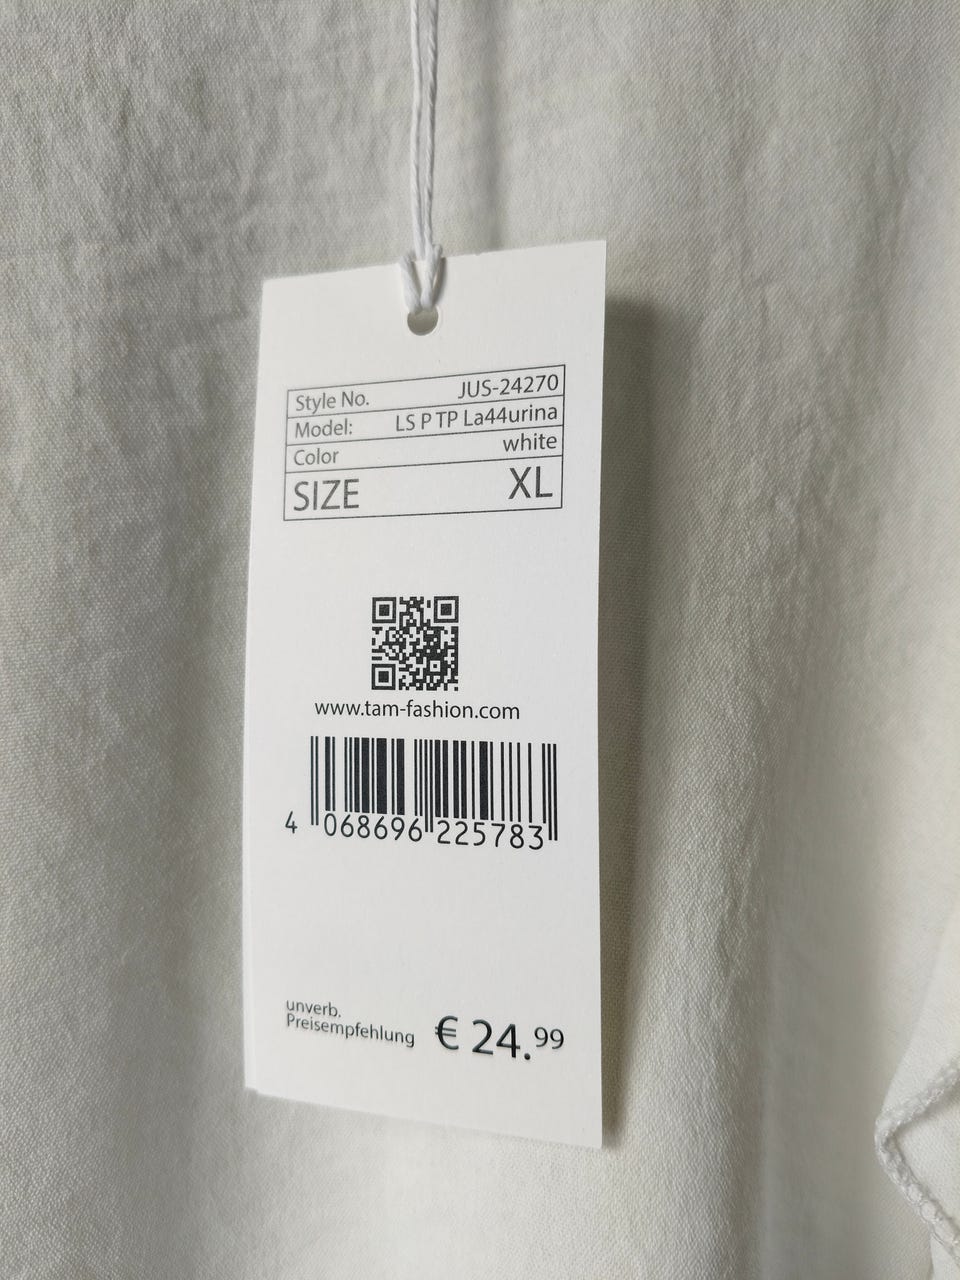 Style No. JUS-24270
Model: LS P TP La44urina
Color white
SIZE XL
www.tam-fashion.com
4 068696 225783
unverb.
Preisempfehlung € 24.99